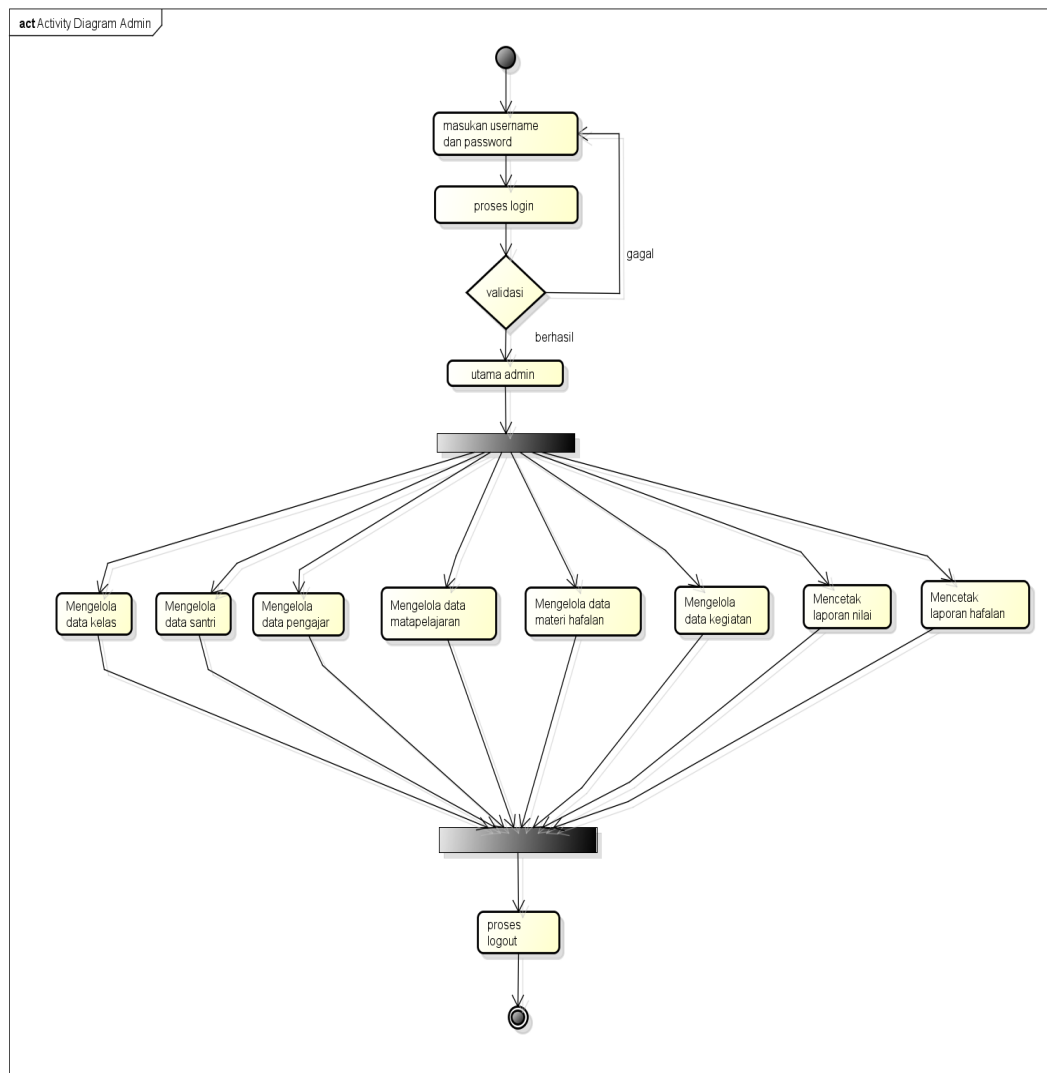 act Activity Diagram Admin
masukan username
dan password
proses login
gagal
validasi
berhasil
utama admin
Mengelola
data kelas
Mengelola
data santri
Mengelola
data pengajar
Mengelola data
matapelajaran
Mengelola data
materi hafalan
Mengelola
data kegiatan
Mencetak
laporan nilai
Mencetak
laporan hafalan
proses
logout